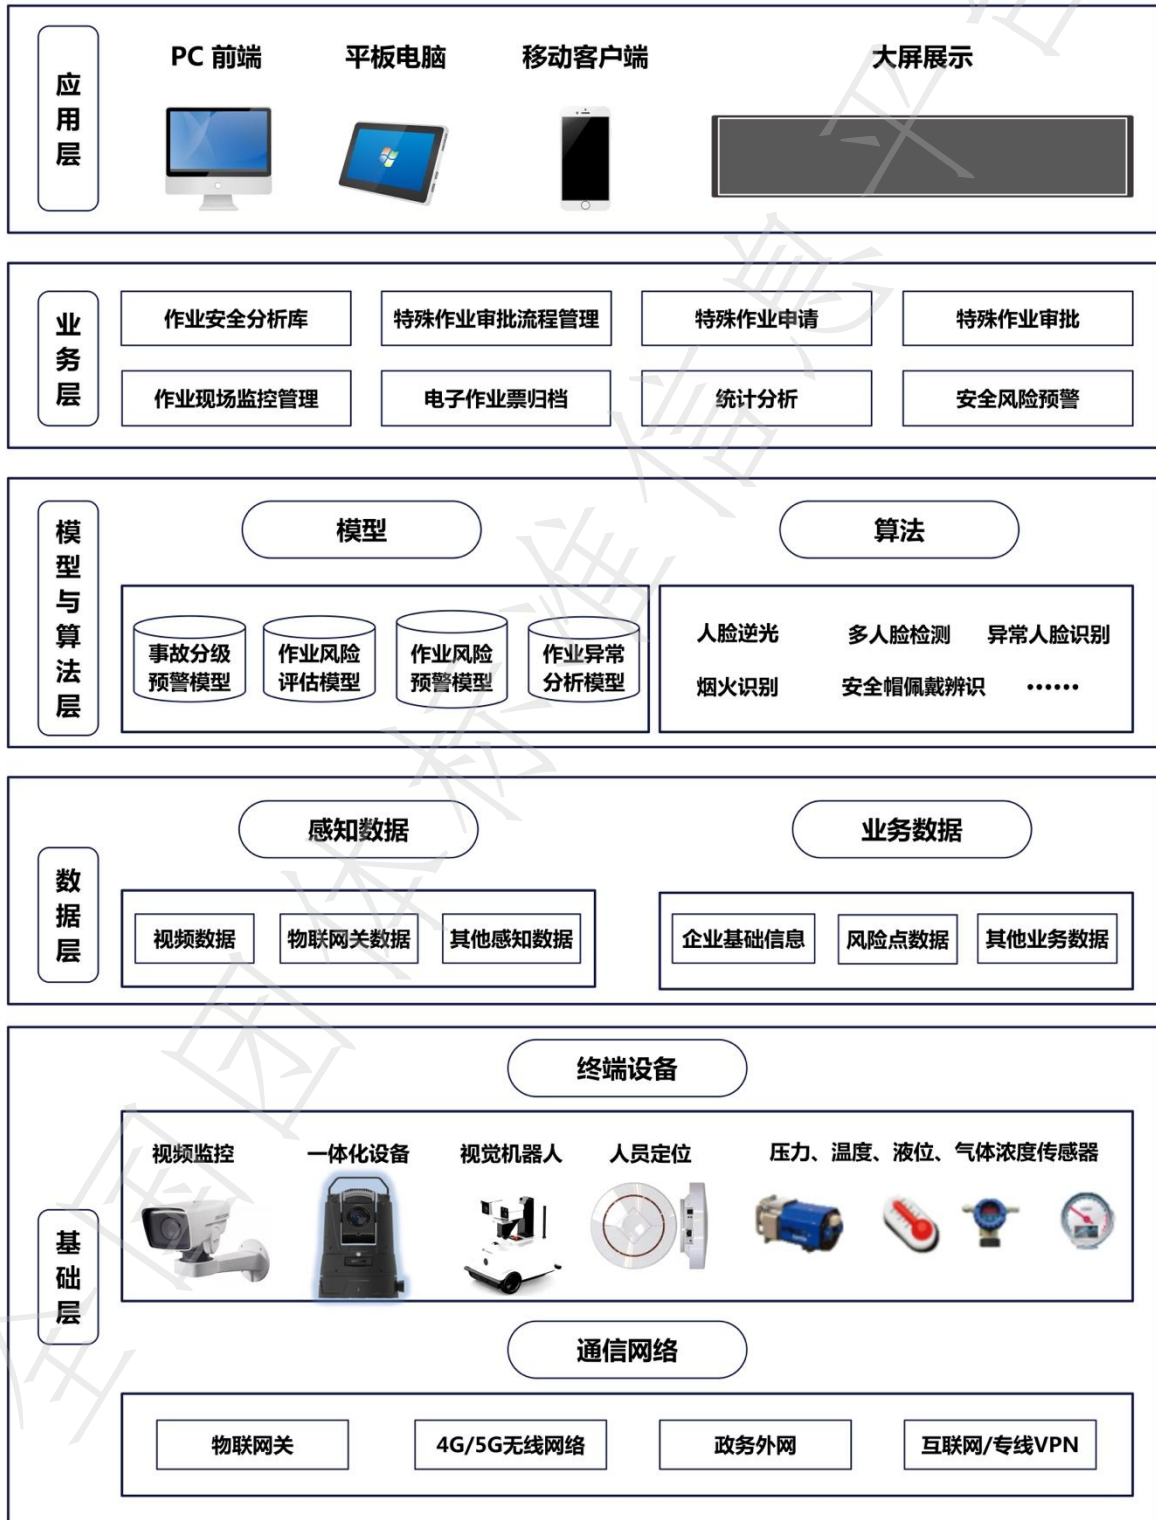 应用层
PC 前端
平板电脑
移动客户端
大屏展示
业务层
作业安全分析库
特殊作业审批流程管理
特殊作业申请
特殊作业审批
作业现场监控管理
电子作业票归档
统计分析
安全风险预警
模型与算法层
模型
算法
事故分级
预警模型
作业风险
评估模型
作业风险
预警模型
作业异常
分析模型
人脸逆光
多人脸检测
异常人脸识别
烟火识别
安全帽佩戴辨识
••••••
数据层
感知数据
业务数据
视频数据
物联网关数据
其他感知数据
企业基础信息
风险点数据
其他业务数据
基础层
终端设备
视频监控
一体化设备
视觉机器人
人员定位
压力、温度、液位、气体浓度传感器
通信网络
物联网关
4G/5G无线网络
政务外网
互联网/专线VPN
全国团体标准信息平台